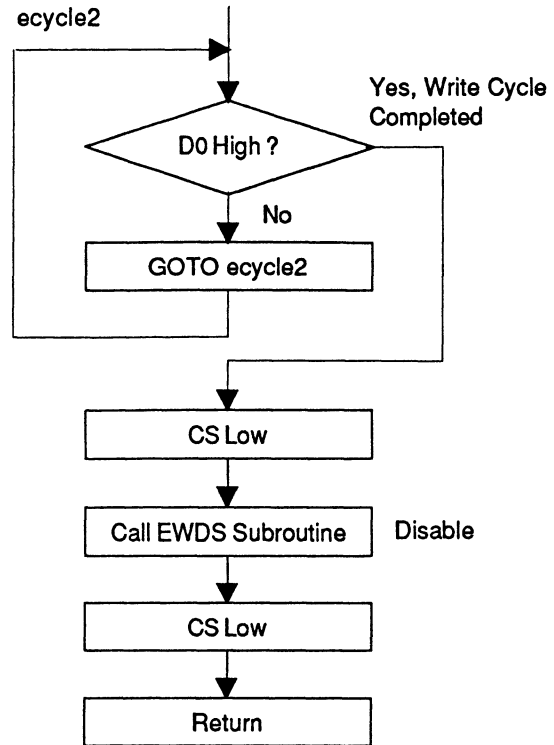 ecycle2
Yes, Write Cycle
Completed
D0 High ?
No
GOTO ecycle2
CS Low
Call EWDS Subroutine
Disable
CS Low
Return